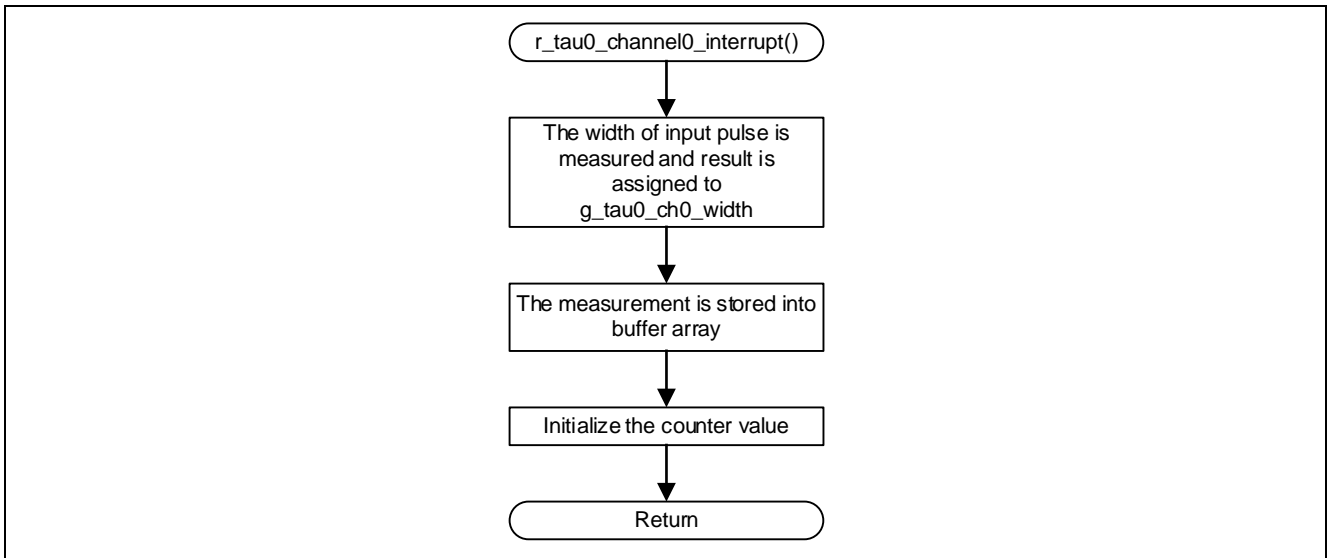 r_tau0_channel0_interrupt()
The width of input pulse is
measured and result is
assigned to
g_tau0_ch0_width
The measurement is stored into
buffer array
Initialize the counter value
Return